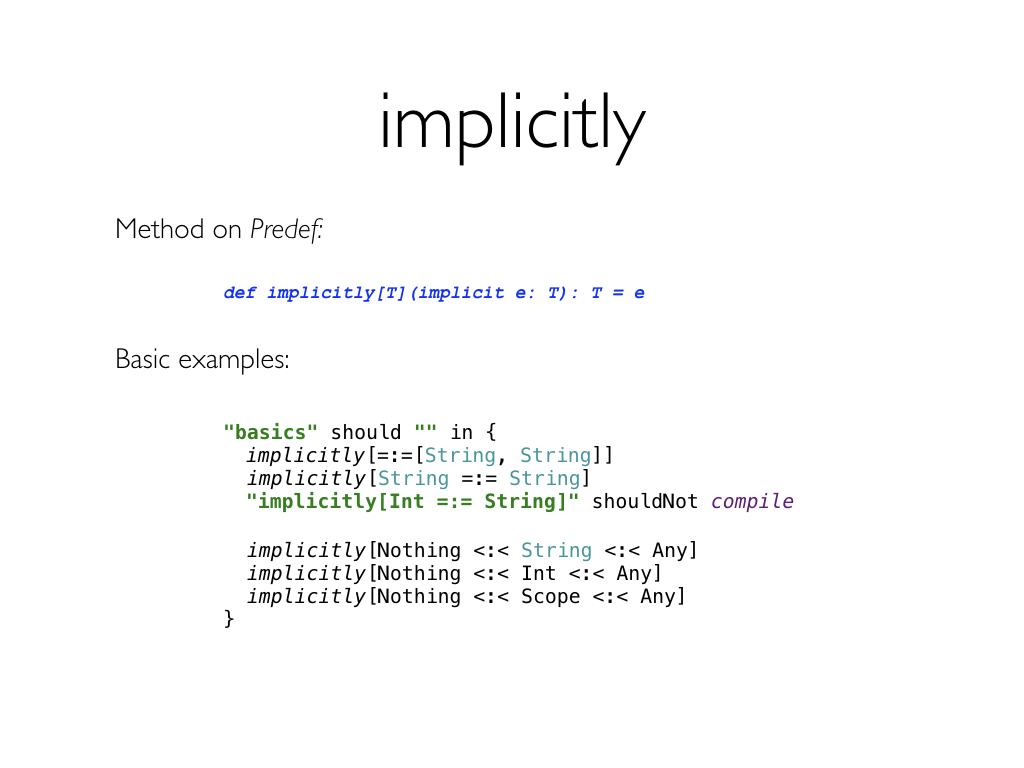 implicitly
Method on Predef:
def implicitly[T](implicit e: T): T = e
Basic examples:
"basics" should "" in {
  implicitly[=:=[String, String]]
  implicitly[String =:= String]
  "implicitly[Int =:= String]" shouldNot compile
  implicitly[Nothing <:< String <:< Any]
  implicitly[Nothing <:< Int <:< Any]
  implicitly[Nothing <:< Scope <:< Any]
}